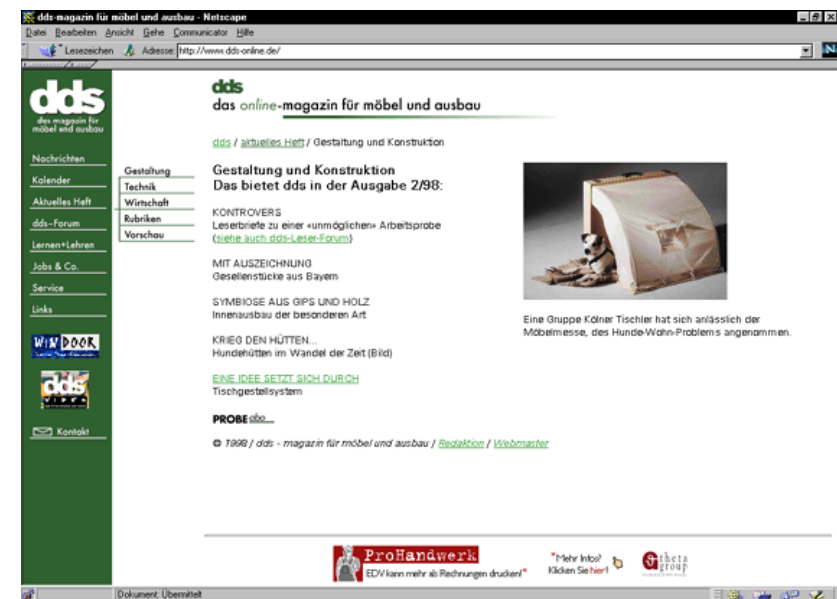 dds-magazin für möbel und ausbau - Netscape
Datei Bearbeiten Ansicht Gehe Communicator Hilfe
Lesezeichen Adresse: http://www.dds-online.de/
N
dds
das magazin für
möbel und ausbau
Nachrichten
Kalender
Aktuelles Heft
dds-Forum
Lernen+Lehren
Jobs & Co.
Service
Links
WIN DOOR
dds
VIDEO
Kontakt
Gestaltung
Technik
Wirtschaft
Rubriken
Vorschau
dds
das online-magazin für möbel und ausbau
dds / aktuelles Heft / Gestaltung und Konstruktion
Gestaltung und Konstruktion
Das bietet dds in der Ausgabe 2/98:
KONTROVERS
Leserbriefe zu einer «unmöglichen» Arbeitsprobe
(siehe auch dds-Leser-Forum)
MIT AUSZEICHNUNG
Gesellenstücke aus Bayern
SYMBIOSE AUS GIPS UND HOLZ
Innenausbau der besonderen Art
KRIEG DEN HÜTTEN...
Hundehütten im Wandel der Zeit (Bild)
EINE IDEE SETZT SICH DURCH
Tischgestellsystem
PROBE abo
© 1998 / dds - magazin für möbel und ausbau / Redaktion / Webmaster
Eine Gruppe Kölner Tischler hat sich anlässlich der
Möbelmesse, des Hunde-Wohn-Problems angenommen.
ProHandwerk
EDV kann mehr als Rechnungen drucken!"
"Mehr Infos?
Klicken Sie hier!
theta
group
Dokument: Übermittelt